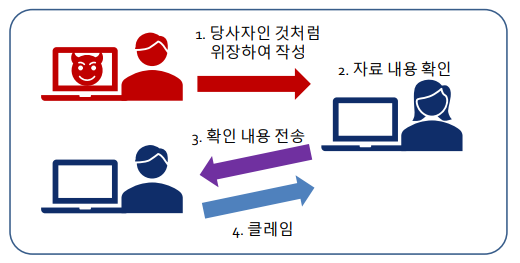 1. 당사자인 것처럼
위장하여 작성
2. 자료 내용 확인
3. 확인 내용 전송
4. 클레임